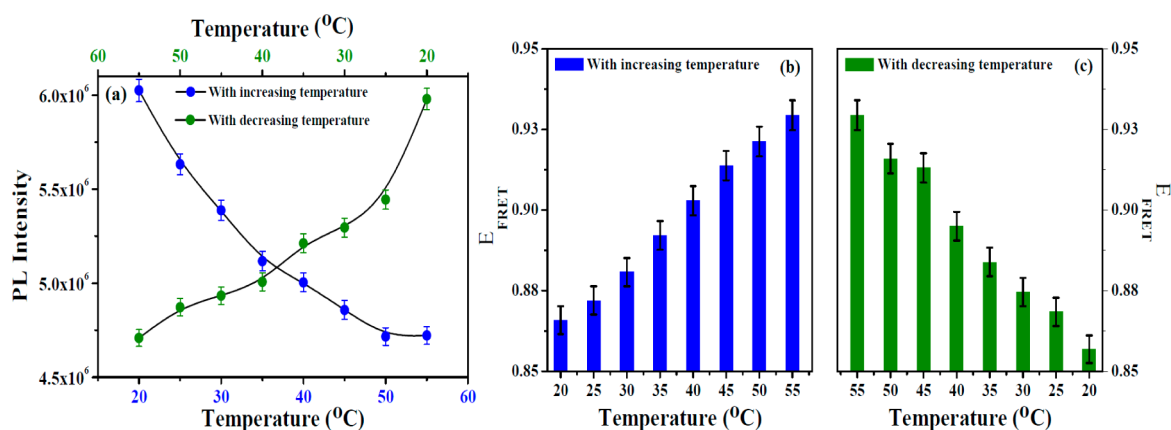 Temperature (⁰C)
60 50 40 30 20
(a)
With increasing temperature
With decreasing temperature
6.0x10⁶
5.5x10⁶
5.0x10⁶
4.5x10⁶
PL Intensity
20 30 40 50 60
Temperature (⁰C)
With increasing temperature (b)
0.95
0.93
0.90
0.88
0.85
E FRET
20 25 30 35 40 45 50 55
Temperature (⁰C)
With decreasing temperature (c)
0.95
0.93
0.90
0.88
0.85
E FRET
55 50 45 40 35 30 25 20
Temperature (⁰C)